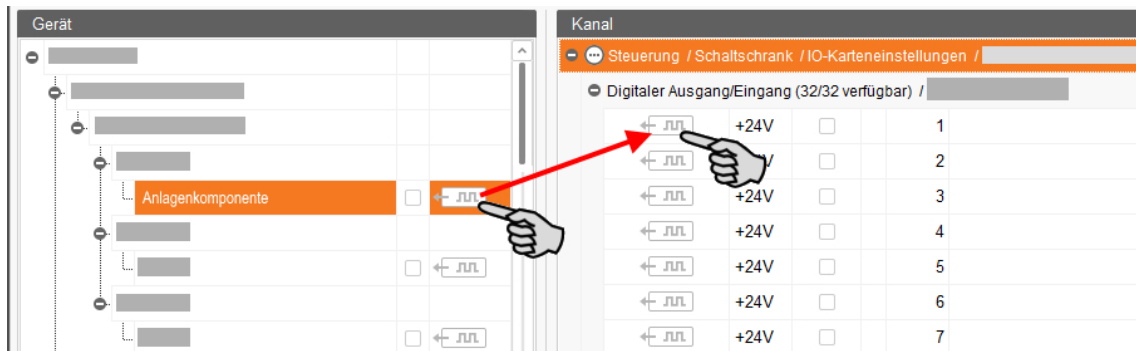 Gerät
Kanal
Steuerung / Schaltschrank / IO-Karteneinstellungen /
Digitaler Ausgang/Eingang (32/32 verfügbar) /
+24V 1
2
Anlagenkomponente
+24V 3
+24V 4
+24V 5
+24V 6
+24V 7